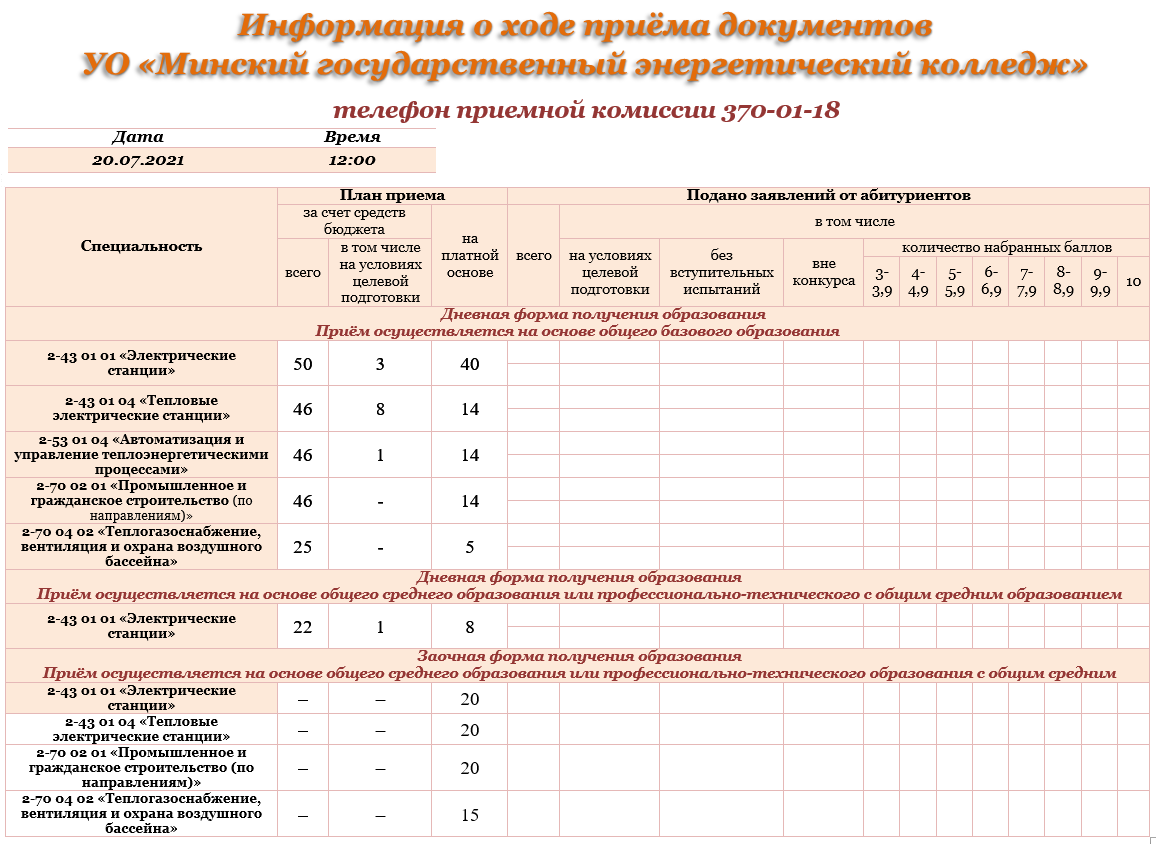 Информация о ходе приёма документов
УО «Минский государственный энергетический колледж»
телефон приемной комиссии 370-01-18
Дата Время
20.07.2021 12:00
Специальность
План приема
Подано заявлений от абитуриентов
за счет средств
бюджета
на
платной
основе
всего
в том числе
всего
в том числе
на условиях
целевой
подготовки
на условиях
целевой
подготовки
без
вступительных
испытаний
вне
конкурса
количество набранных баллов
3-
3,9
4-
4,9
5-
5,9
6-
6,9
7-
7,9
8-
8,9
9-
9,9
10
Дневная форма получения образования
Приём осуществляется на основе общего базового образования
2-43 01 01 «Электрические
станции»
50 3 40
2-43 01 04 «Тепловые
электрические станции»
46 8 14
2-53 01 04 «Автоматизация и
управление теплоэнергетическими
процессами»
46 1 14
2-70 02 01 «Промышленное и
гражданское строительство (по
направлениям)»
46 - 14
2-70 04 02 «Теплогазоснабжение,
вентиляция и охрана воздушного
бассейна»
25 - 5
Дневная форма получения образования
Приём осуществляется на основе общего среднего образования или профессионально-технического с общим средним образованием
2-43 01 01 «Электрические
станции»
22 1 8
Заочная форма получения образования
Приём осуществляется на основе общего среднего образования или профессионально-технического образования с общим средним
2-43 01 01 «Электрические
станции»
– – 20
2-43 01 04 «Тепловые
электрические станции»
– – 20
2-70 02 01 «Промышленное и
гражданское строительство (по
направлениям)»
– – 20
2-70 04 02 «Теплогазоснабжение,
вентиляция и охрана воздушного
бассейна»
– – 15